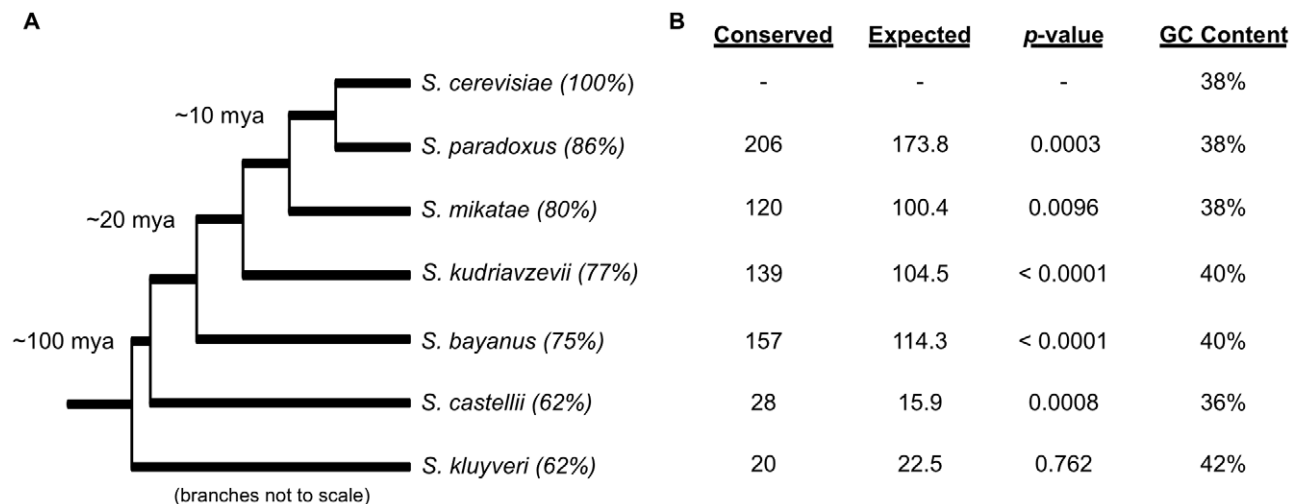 A
B Conserved Expected p-value GC Content
S. cerevisiae (100%) - - - 38%
~10 mya
S. paradoxus (86%) 206 173.8 0.0003 38%
S. mikatae (80%) 120 100.4 0.0096 38%
~20 mya
S. kudriavzevii (77%) 139 104.5 < 0.0001 40%
S. bayanus (75%) 157 114.3 < 0.0001 40%
~100 mya
S. castellii (62%) 28 15.9 0.0008 36%
S. kluyveri (62%) 20 22.5 0.762 42%
(branches not to scale)